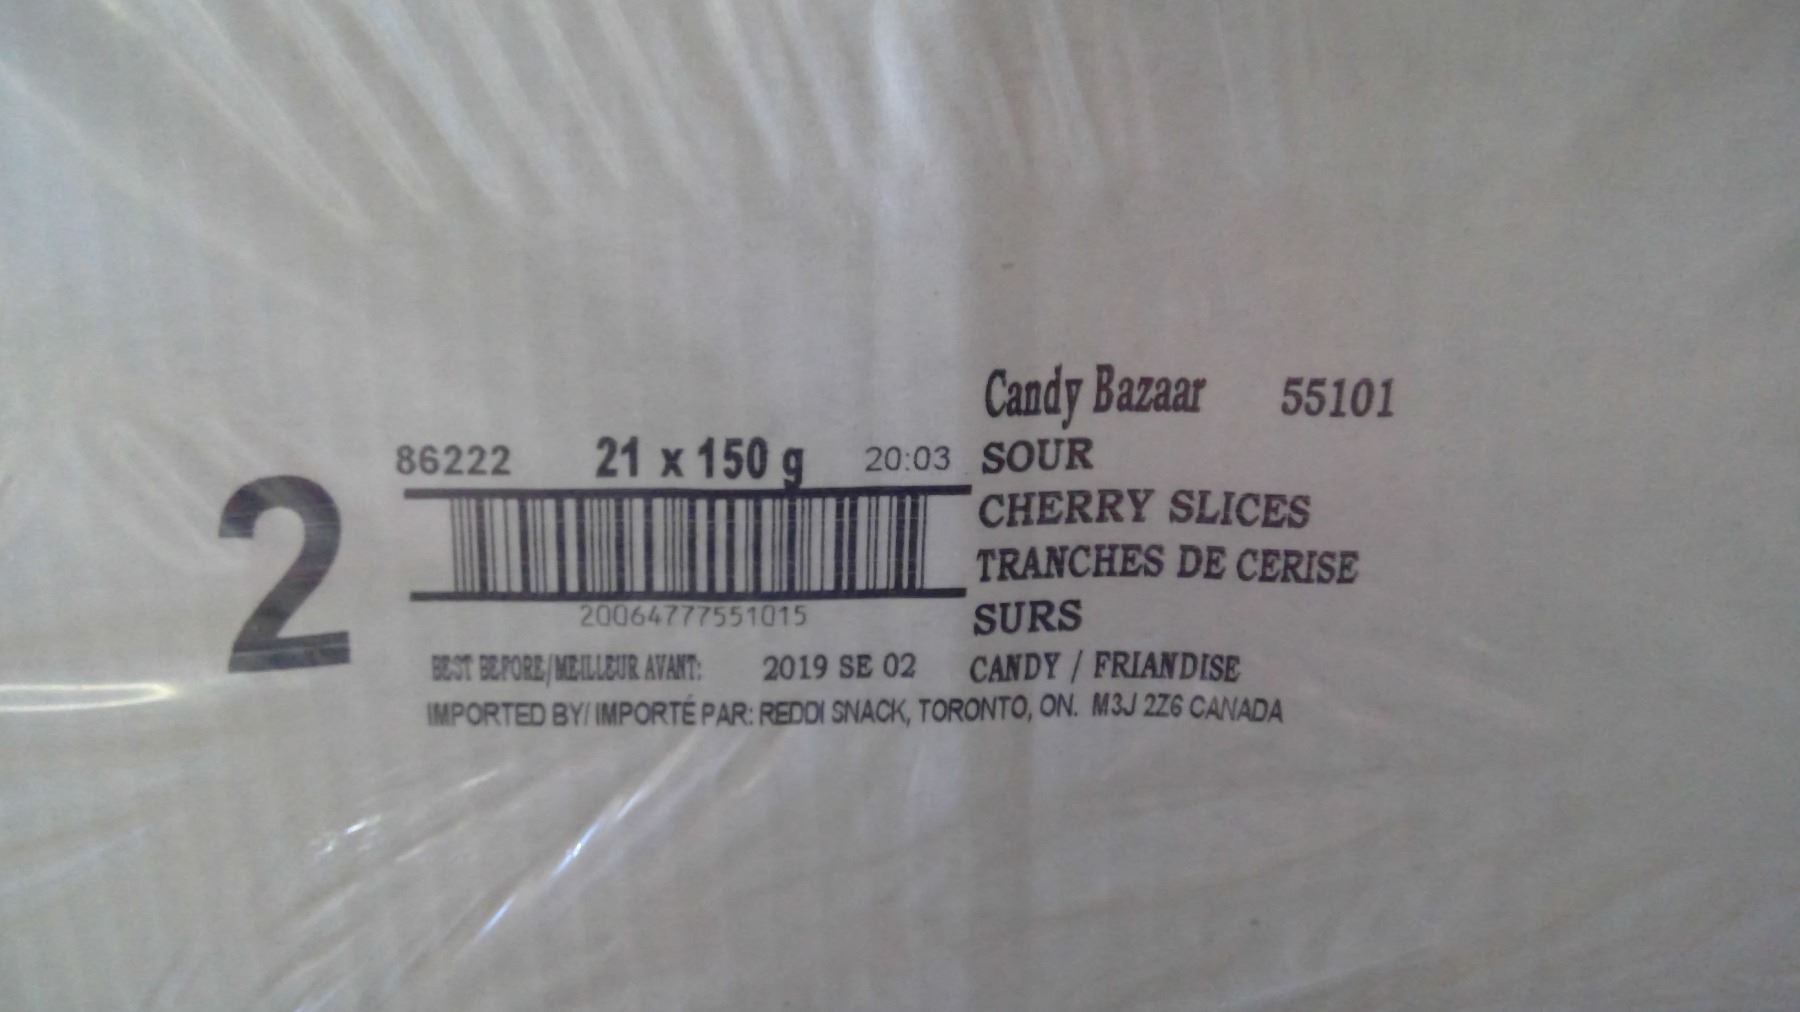 Candy Bazaar 55101
86222 21 x 150 g 20:03 SOUR
CHERRY SLICES
TRANCHES DE CERISE
2
20064777551015 SURS
BEST BEFORE/MEILLEUR AVANT: 2019 SE 02 CANDY / FRIANDISE
IMPORTED BY/ IMPORTÉ PAR: REDDI SNACK, TORONTO, ON. M3J 2Z6 CANADA